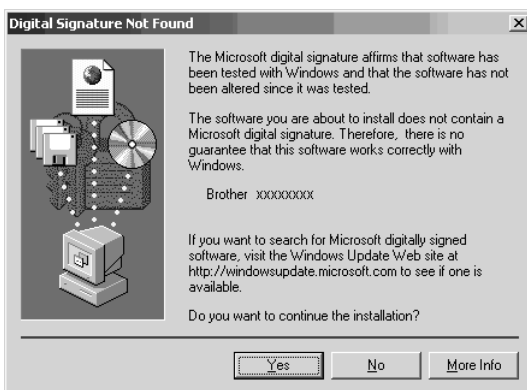 Digital Signature Not Found
The Microsoft digital signature affirms that software has
been tested with Windows and that the software has not
been altered since it was tested.
The software you are about to install does not contain a
Microsoft digital signature. Therefore, there is no
guarantee that this software works correctly with
Windows.
Brother xxxxxxxx
If you want to search for Microsoft digitally signed
software, visit the Windows Update Web site at
http://windowsupdate.microsoft.com to see if one is
available.
Do you want to continue the installation?
Yes No More Info